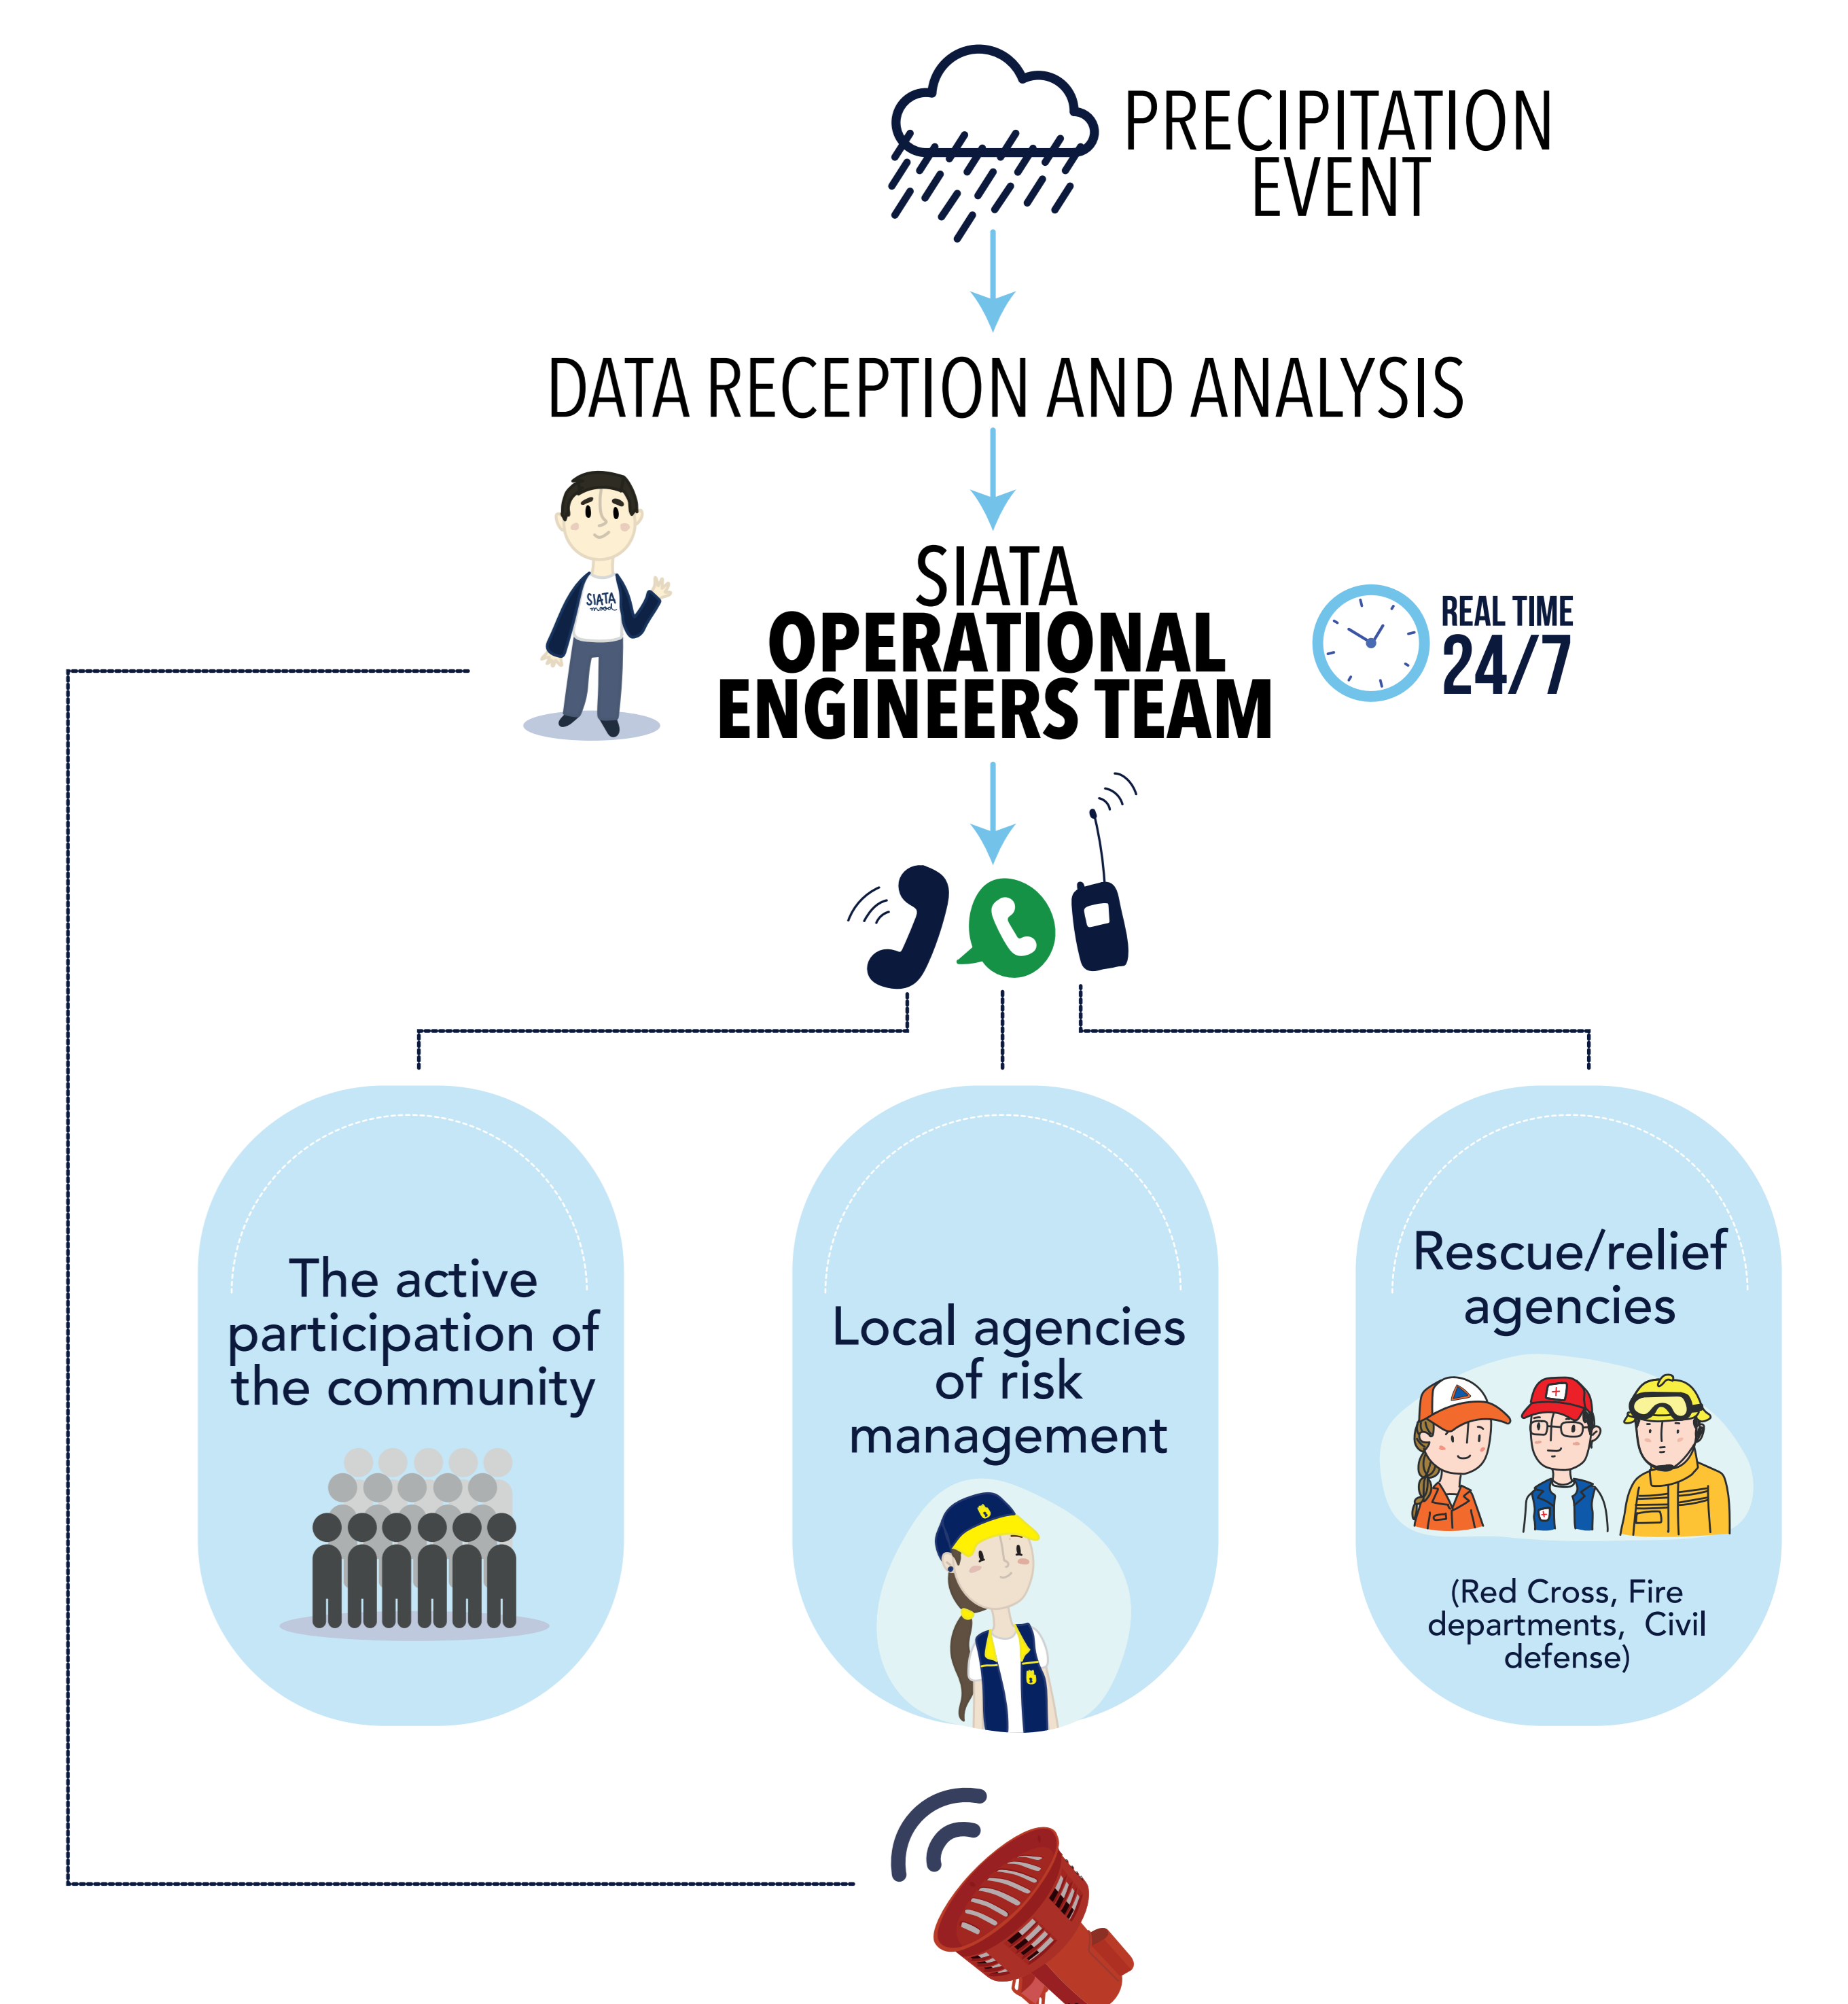 PRECIPITATION
EVENT
DATA RECEPTION AND ANALYSIS
SIATA
mood
SIATA
OPERATIONAL
ENGINEERS TEAM
REAL TIME
24/7
The active
participation of
the community
Local agencies
of risk
management
Rescue/relief
agencies
(Red Cross, Fire
departments, Civil
defense)